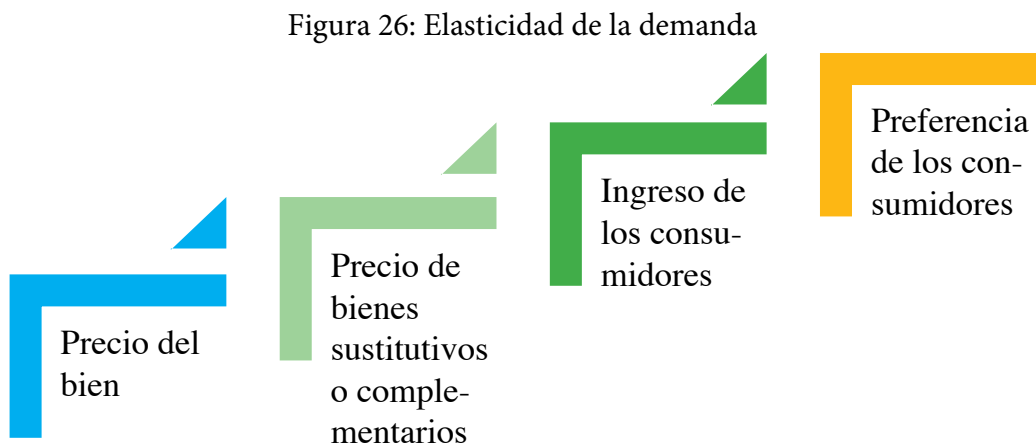 Figura 26: Elasticidad de la demanda
Precio del
bien
Precio de
bienes
sustitutivos
o comple-
mentarios
Ingreso de
los consu-
midores
Preferencia
de los con-
sumidores